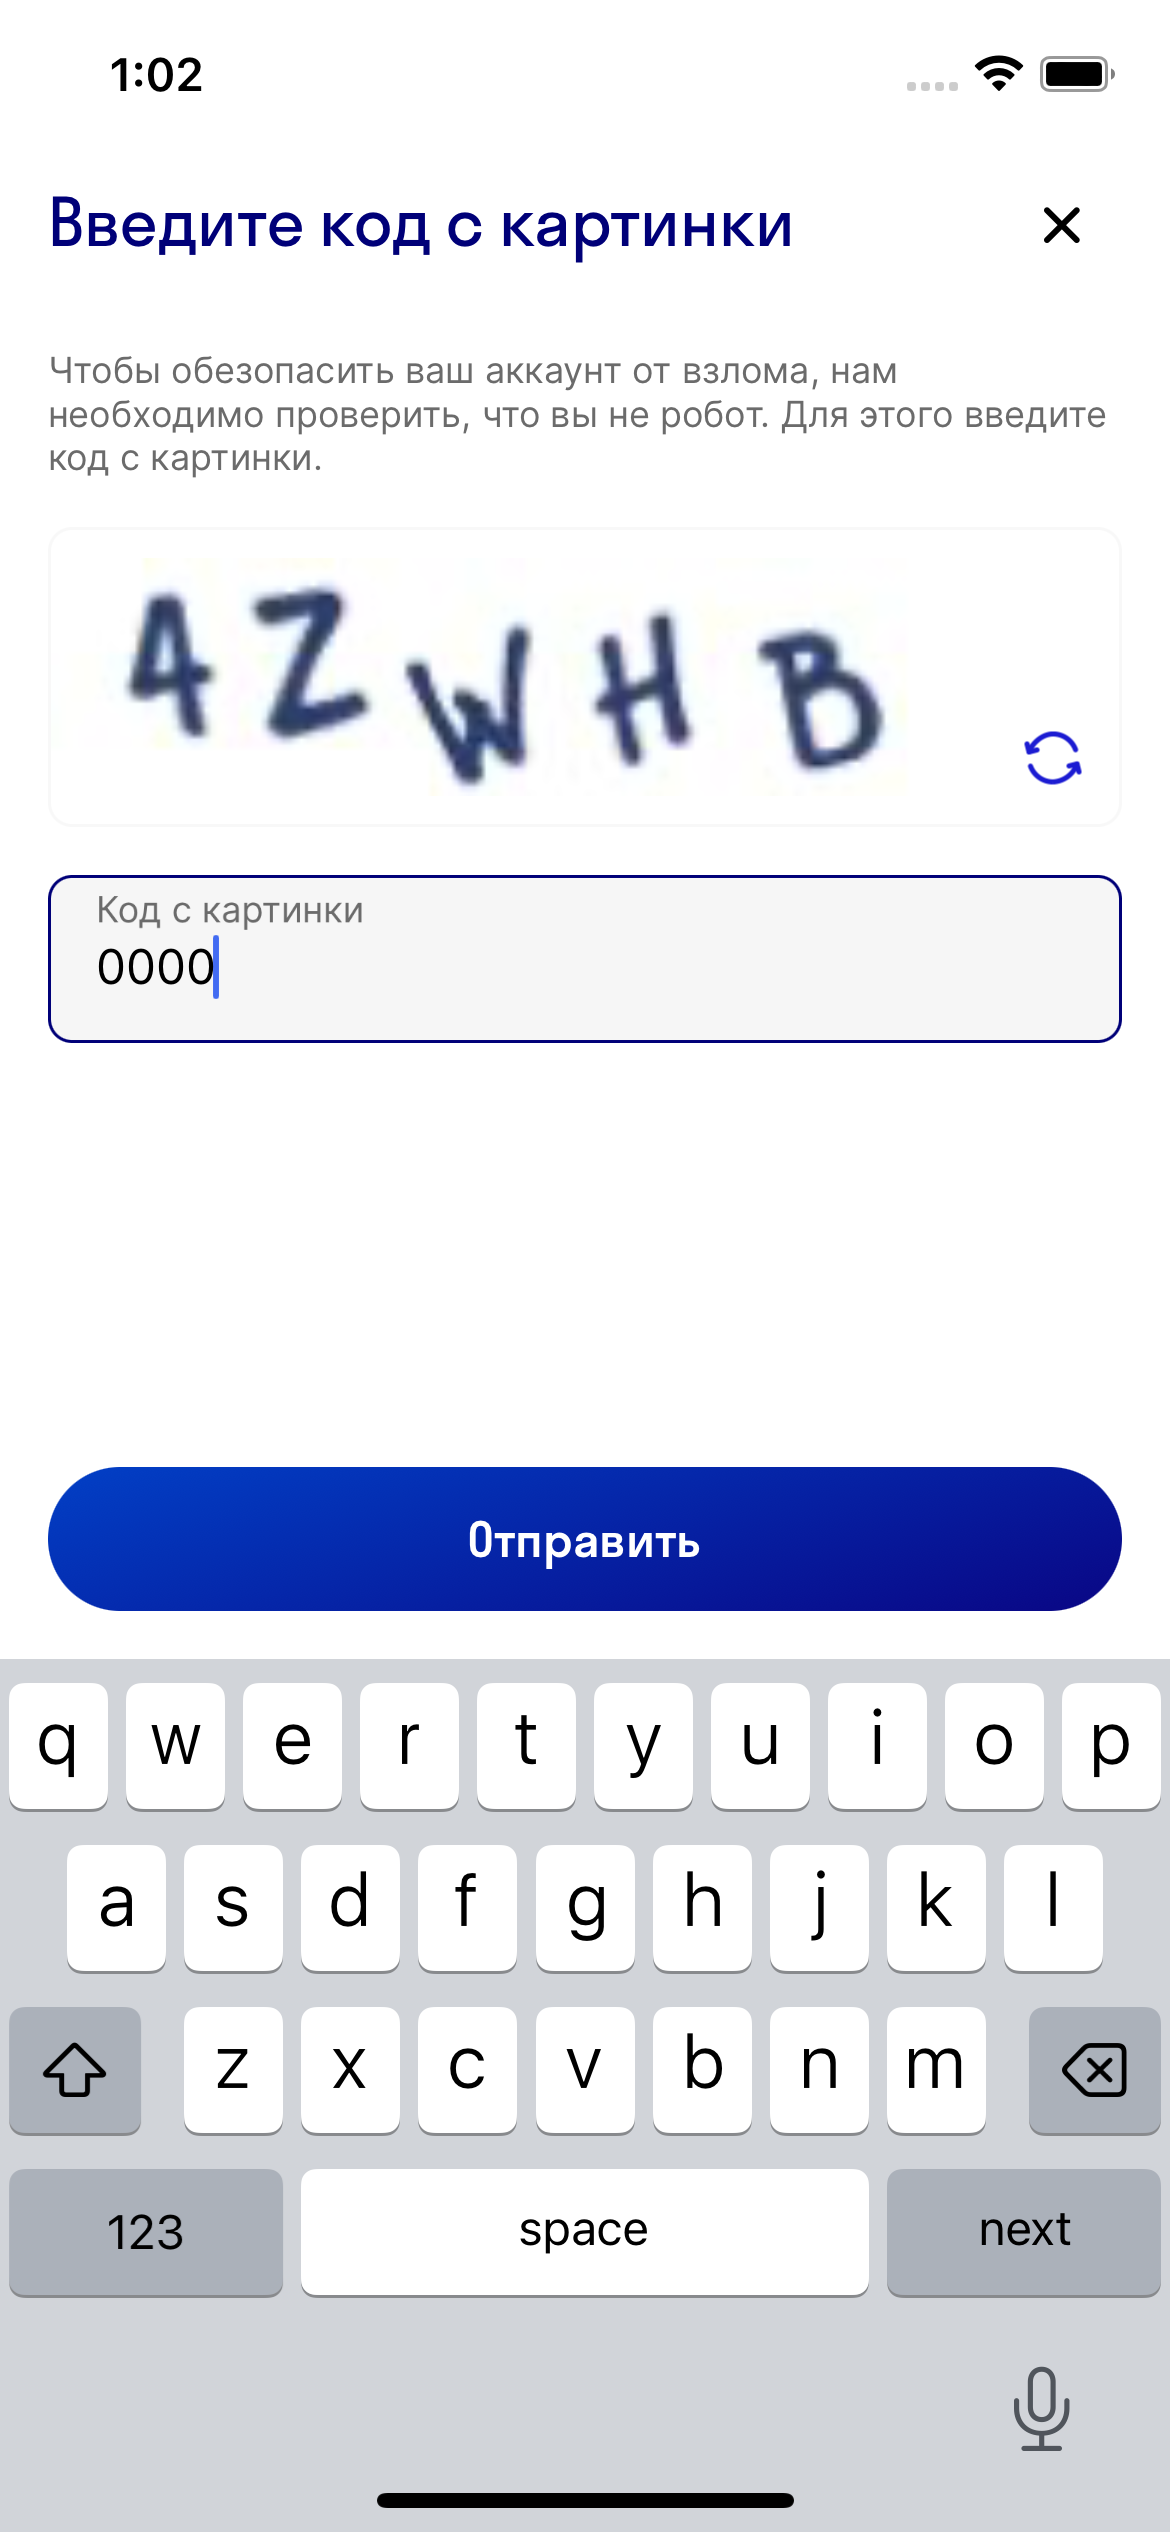 1:02
Введите код с картинки
Чтобы обезопасить ваш аккаунт от взлома, нам
необходимо проверить, что вы не робот. Для этого введите
код с картинки.
4ZWHB
Код с картинки
0000
Отправить
q w e r t y u i o p
a s d f g h j k l
z x c v b n m
123 space next